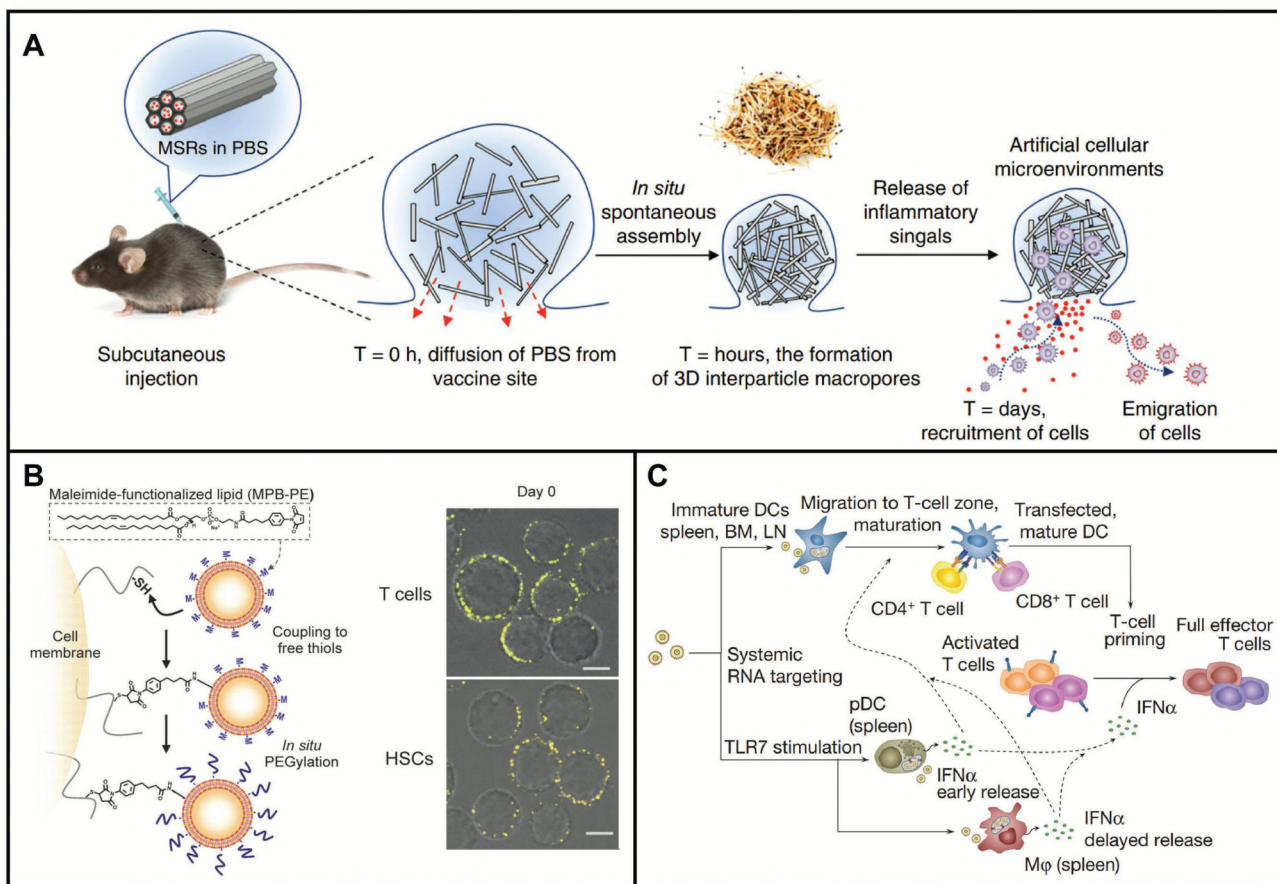 A
MSRs in PBS
Subcutaneous
injection
T = 0 h, diffusion of PBS from
vaccine site
In situ
spontaneous
assembly
T = hours, the formation
of 3D interparticle macropores
Release of
inflammatory
singals
Artificial cellular
microenvironments
T = days,
recruitment of cells
Emigration
of cells
B
Maleimide-functionalized lipid (MPB-PE)
-SH
M
Cell
membrane
Coupling to
free thiols
In situ
PEGylation
Day 0
T cells
HSCs
C
Immature DCs
spleen, BM, LN
Migration to T-cell zone,
maturation
Transfected,
mature DC
CD4+ T cell
CD8+ T cell
T-cell
priming
Full effector
T cells
Activated
T cells
Systemic
RNA targeting
IFNα
pDC
(spleen)
TLR7 stimulation
IFNα
early release
IFNα
delayed release
Mφ (spleen)